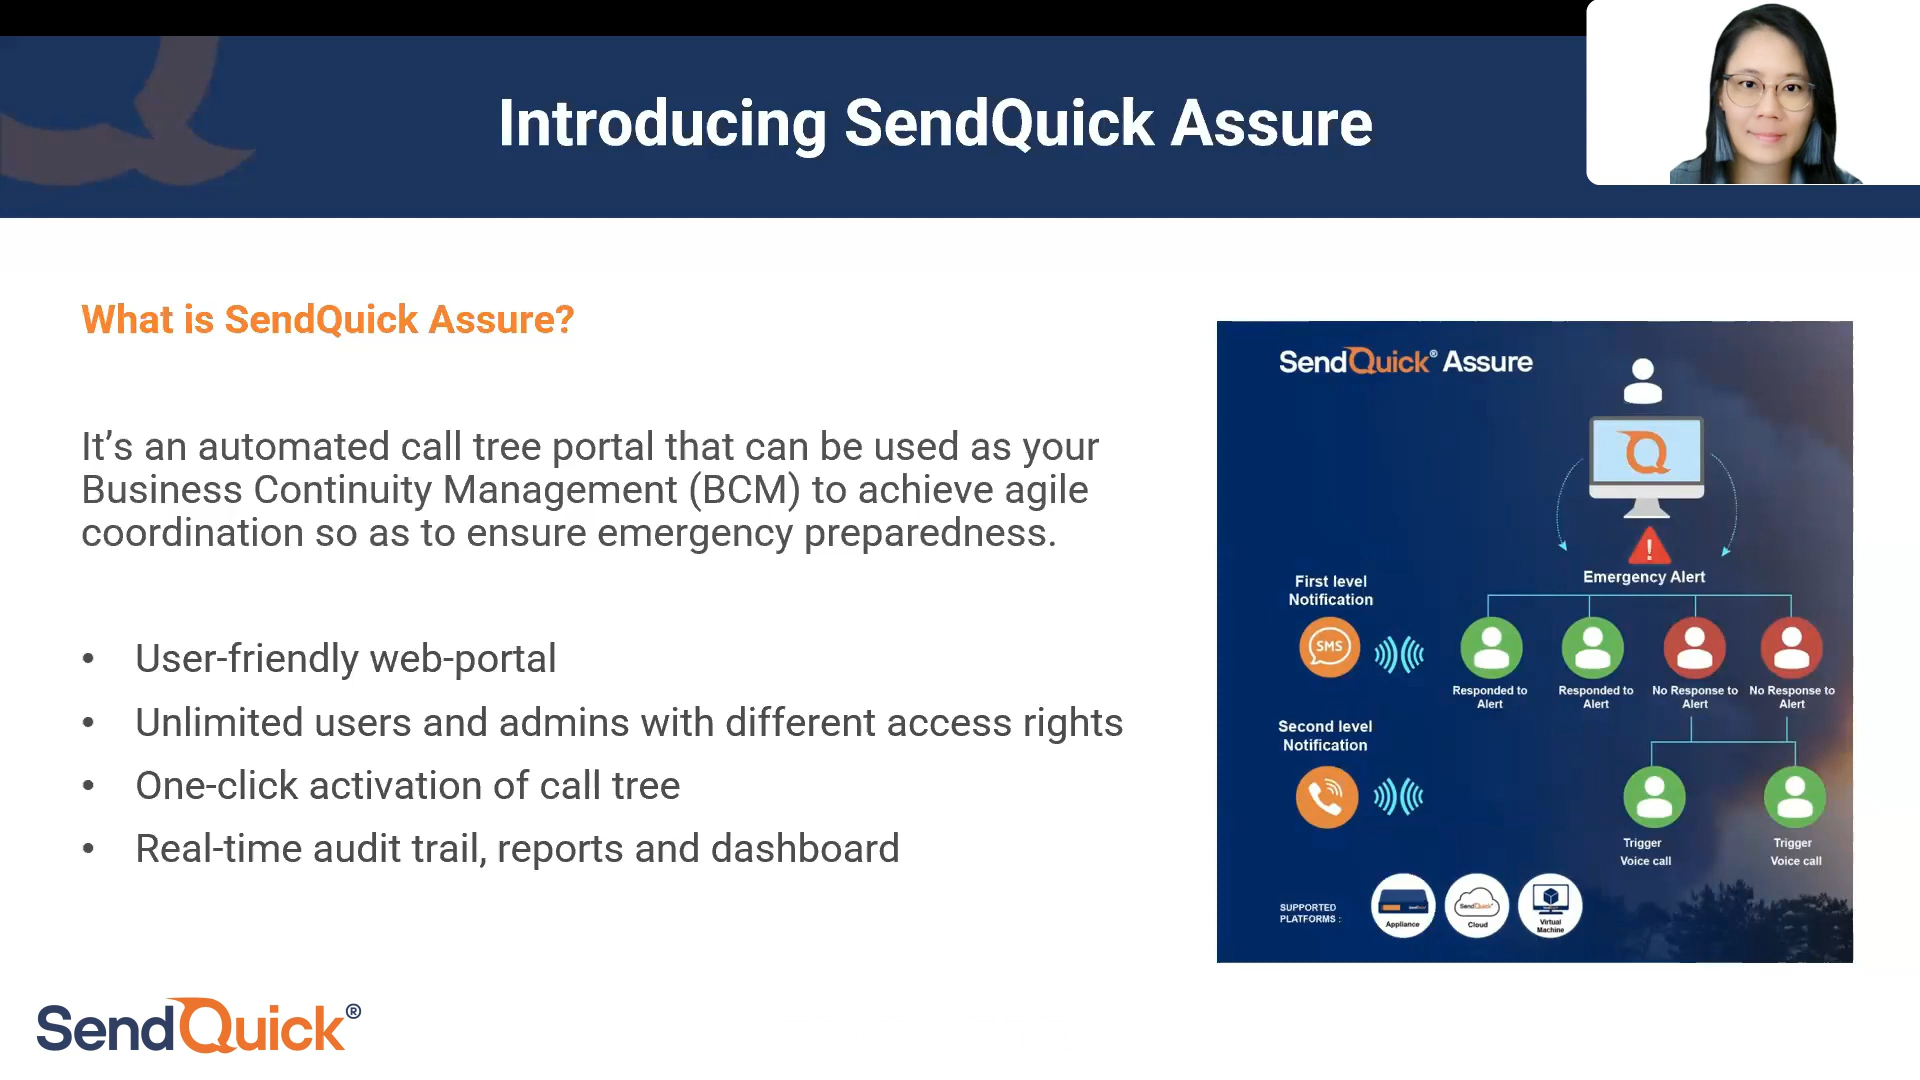 Introducing SendQuick Assure
What is SendQuick Assure?
It’s an automated call tree portal that can be used as your
Business Continuity Management (BCM) to achieve agile
coordination so as to ensure emergency preparedness.
• User-friendly web-portal
• Unlimited users and admins with different access rights
• One-click activation of call tree
• Real-time audit trail, reports and dashboard
SendQuick® Assure
Emergency Alert
First level
Notification
SMS
Responded to
Alert
Responded to
Alert
No Response to
Alert
No Response to
Alert
Second level
Notification
Trigger
Voice call
Trigger
Voice call
SUPPORTED
PLATFORMS :
Appliance
SendQuick
Cloud
Virtual
Machine
SendQuick®